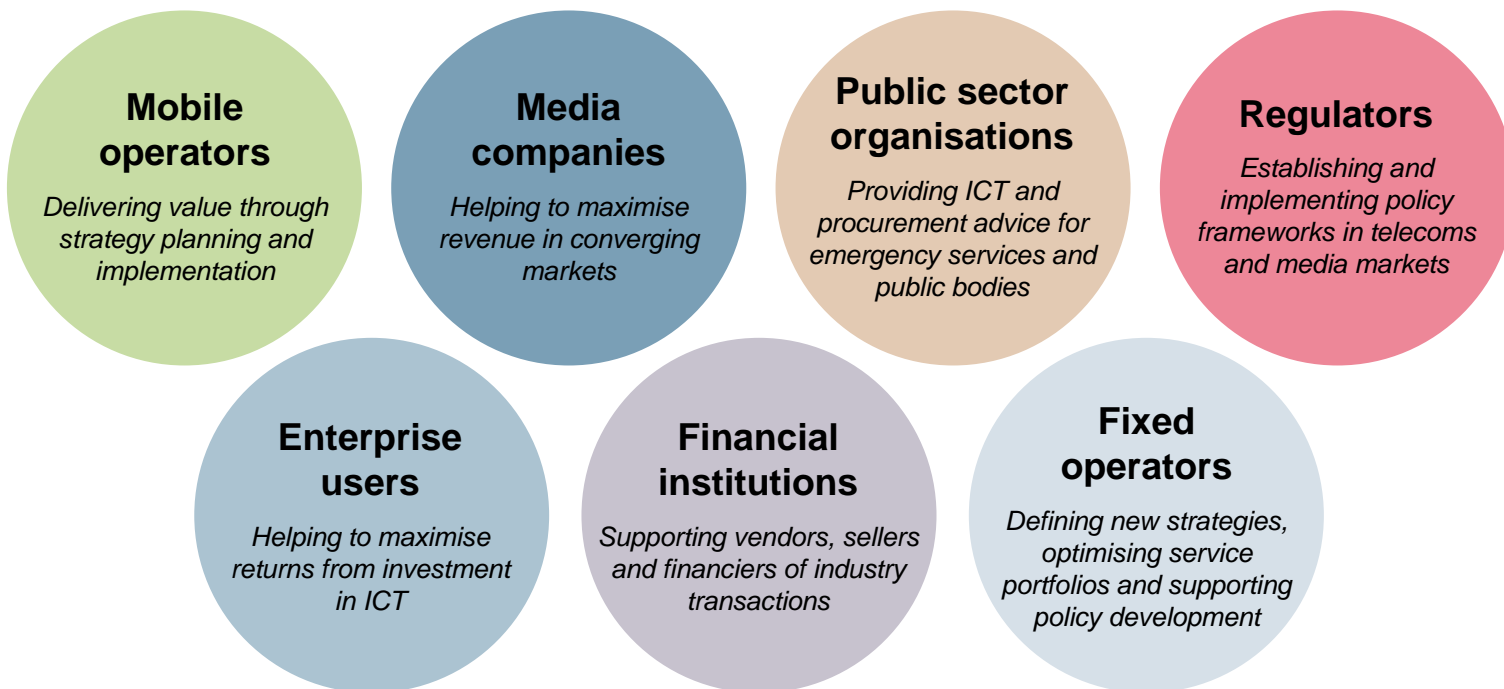 Mobile
operators
Delivering value through
strategy planning and
implementation
Media
companies
Helping to maximise
revenue in converging
markets
Public sector
organisations
Providing ICT and
procurement advice for
emergency services and
public bodies
Regulators
Establishing and
implementing policy
frameworks in telecoms
and media markets
Enterprise
users
Helping to maximise
returns from investment
in ICT
Financial
institutions
Supporting vendors, sellers
and financiers of industry
transactions
Fixed
operators
Defining new strategies,
optimising service
portfolios and supporting
policy development